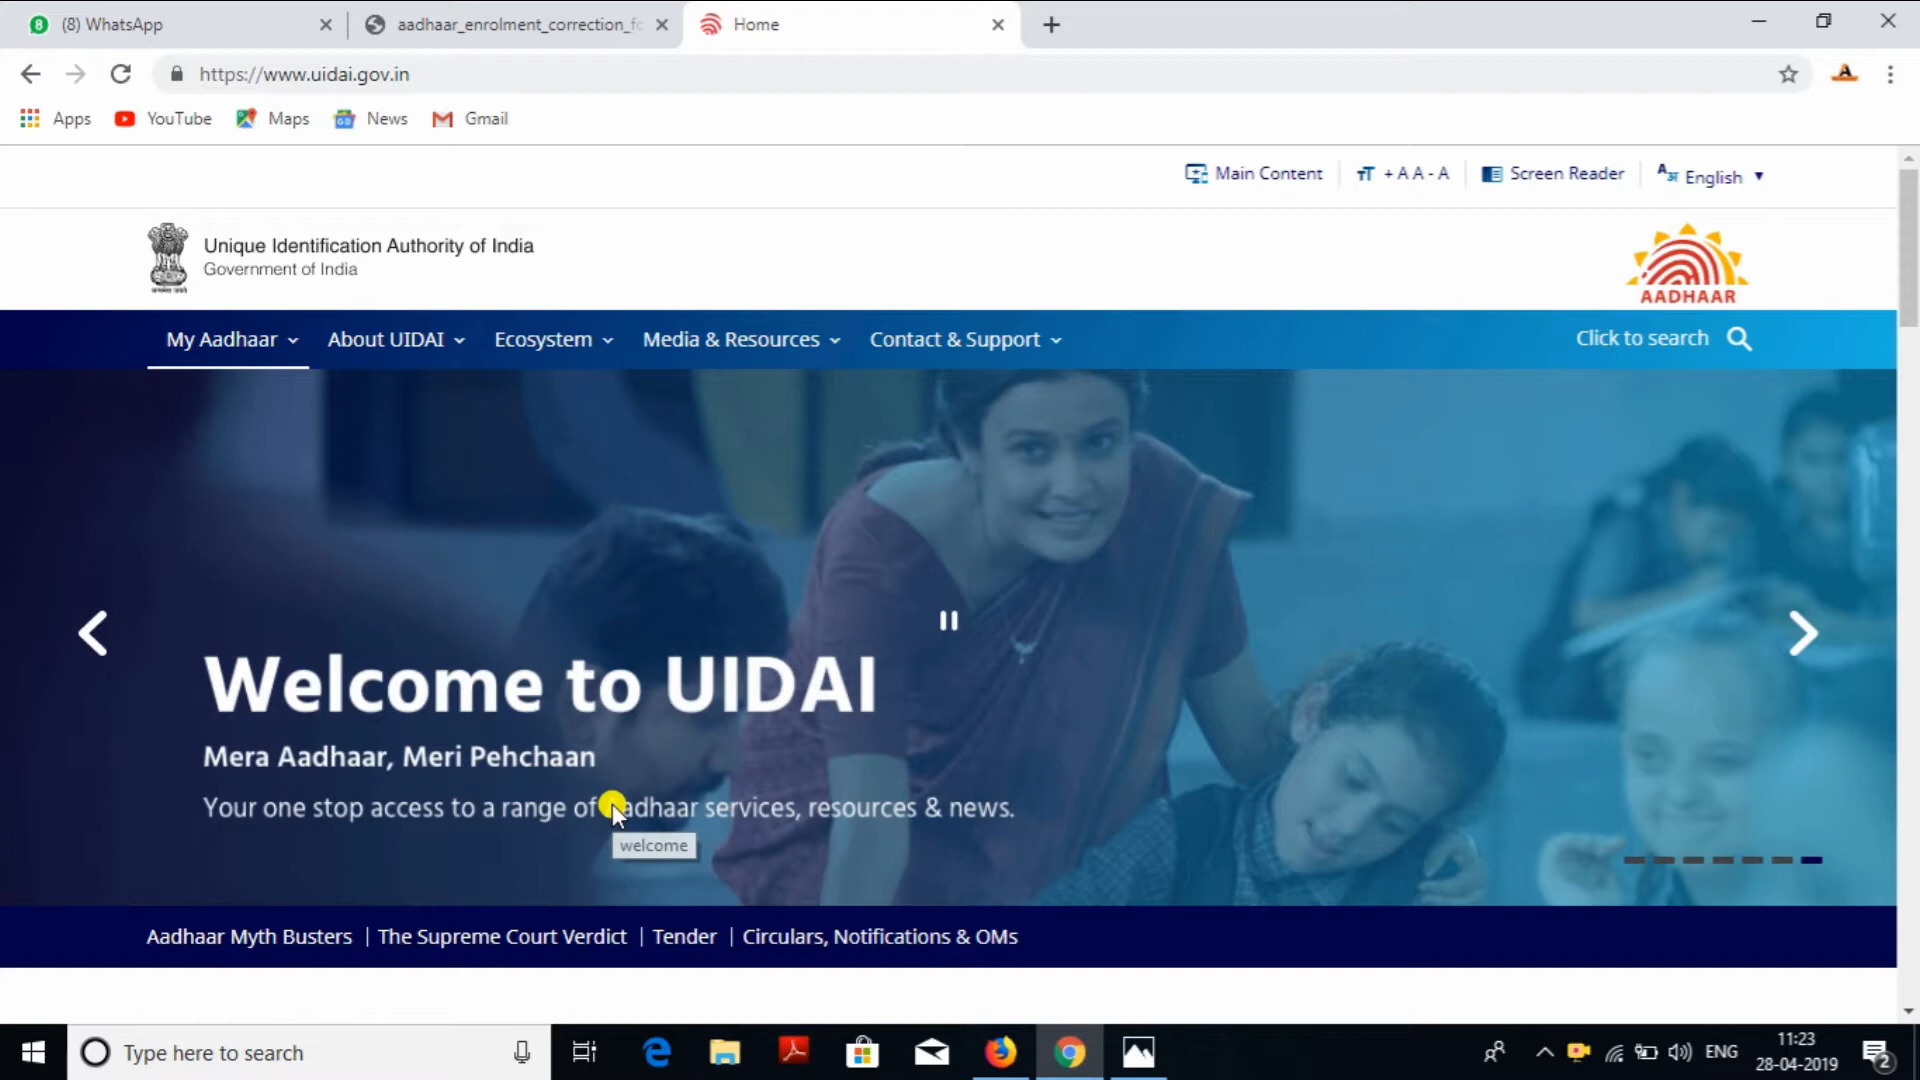 (8) WhatsApp
aadhaar_enrolment_correction_fo
Home
https://www.uidai.gov.in
Apps YouTube Maps News Gmail
Main Content
+ A A - A
Screen Reader
English
Unique Identification Authority of India
Government of India
AADHAAR
My Aadhaar About UIDAI Ecosystem Media & Resources Contact & Support Click to search
Welcome to UIDAI
Mera Aadhaar, Meri Pehchaan
Your one stop access to a range of Aadhaar services, resources & news.
welcome
Aadhaar Myth Busters | The Supreme Court Verdict | Tender | Circulars, Notifications & OMs
Type here to search
ENG
11:23
28-04-2019
2